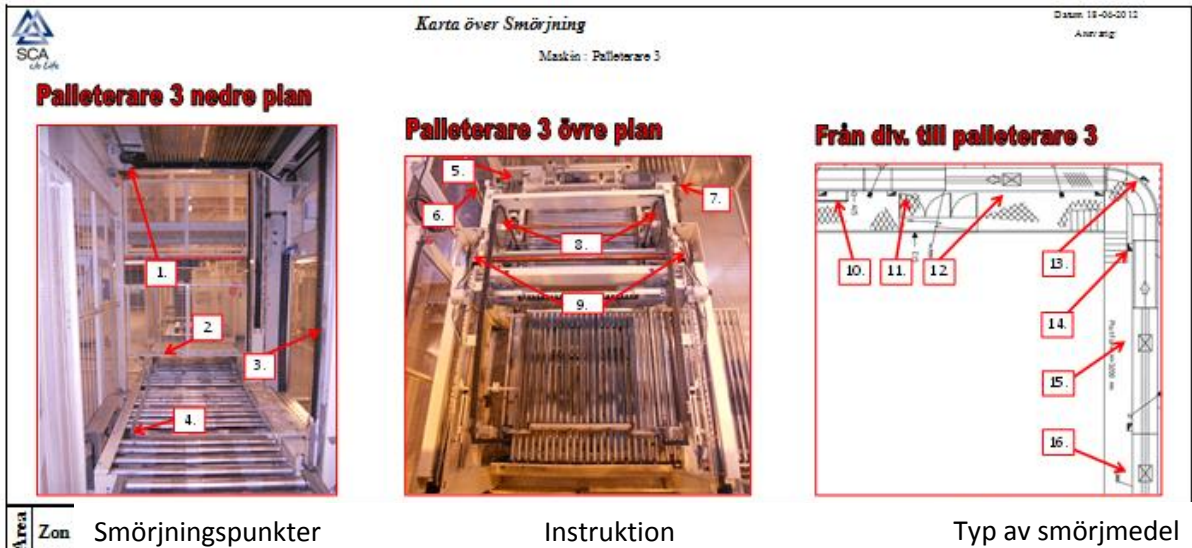 Karta över Smörjning
Datum 18-06-2012
Ansvarig
Maskin : Palleterare 3
SCA
Palleterare 3 nedre plan
Palleterare 3 övre plan
Från div. till palleterare 3
1.
2
3.
4.
5.
6.
7.
8.
9.
10.
11.
12.
13.
14.
15.
16.
Area
Zon
Smörjningspunkter
Instruktion
Typ av smörjmedel